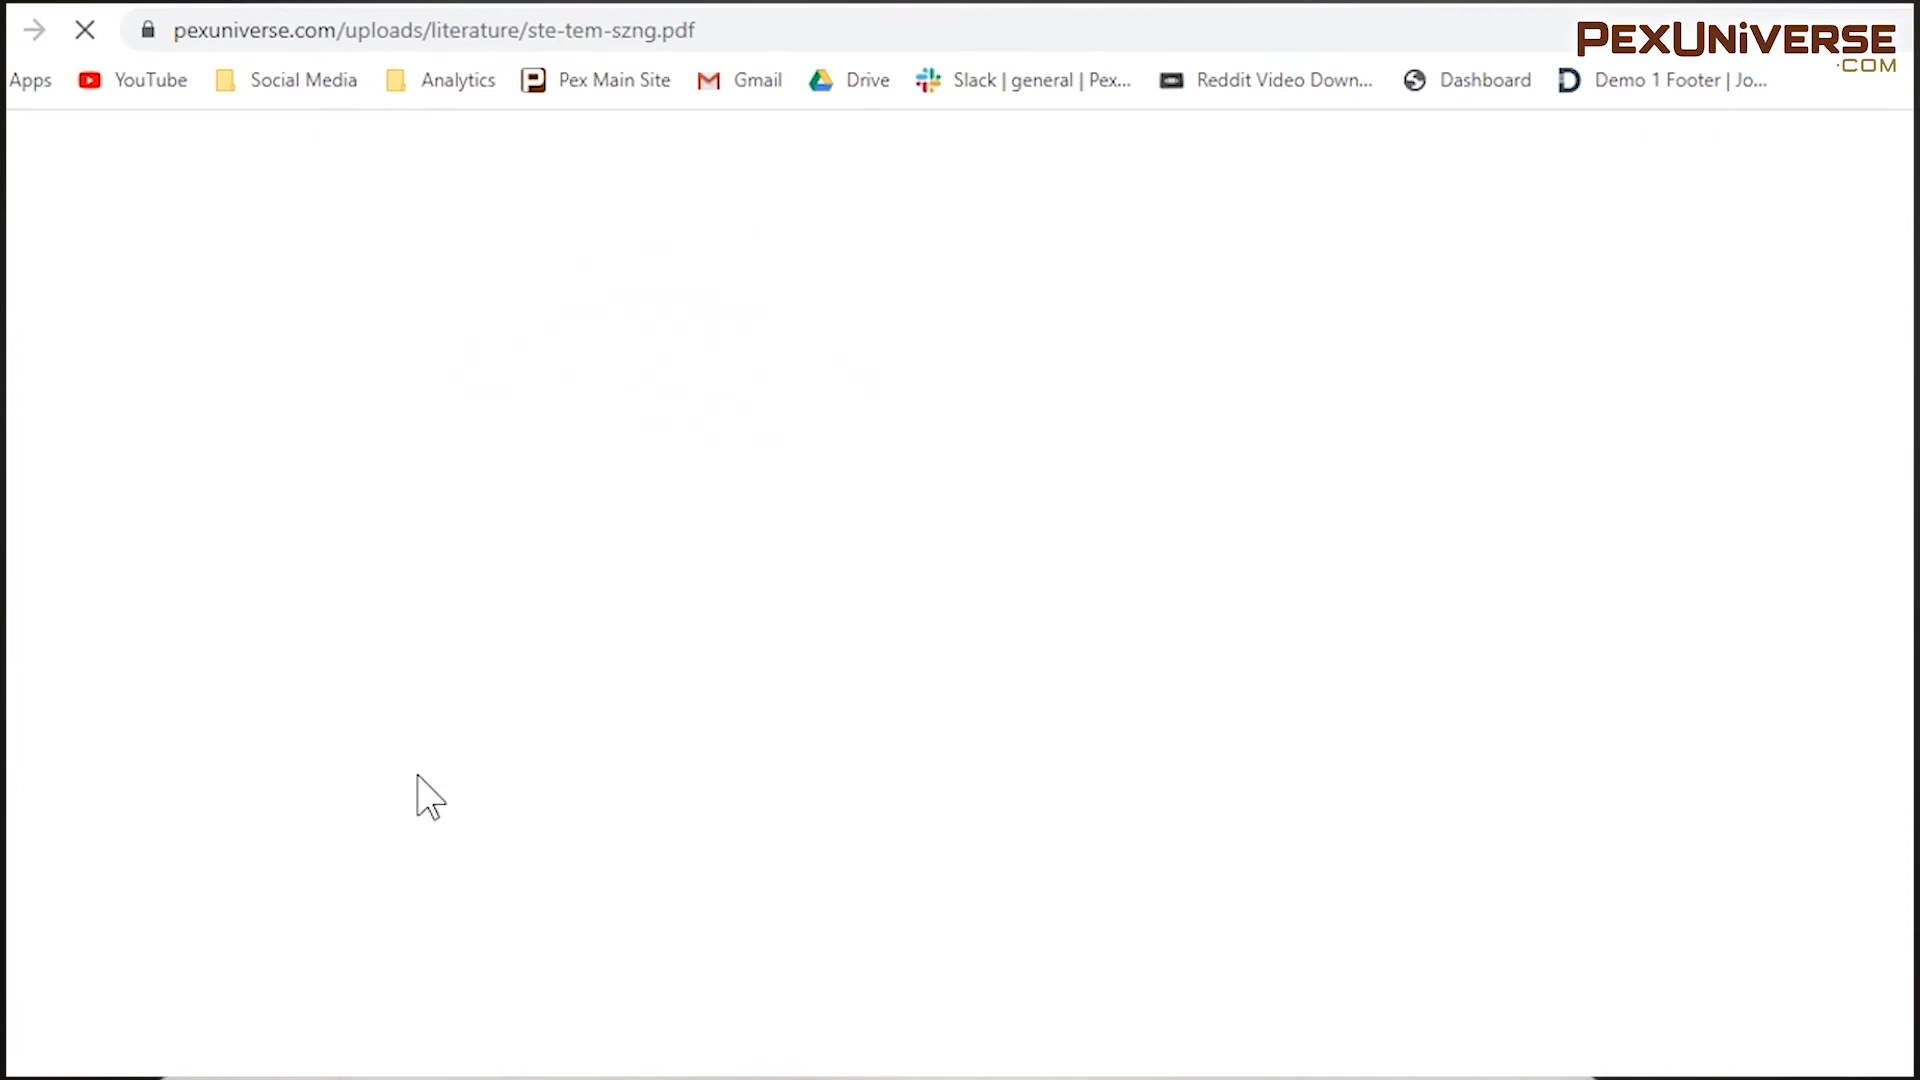 pexuniverse.com/uploads/literature/ste-tem-szng.pdf
PEXUNIVERSE
.COM
Apps YouTube Social Media Analytics Pex Main Site Gmail Drive Slack | general | Pex... Reddit Video Down... Dashboard Demo 1 Footer | Jo...